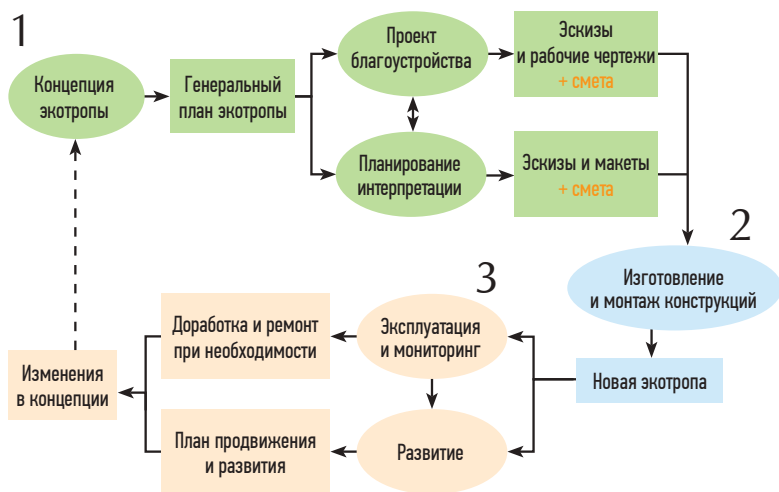 1
Концепция
экотропы
Генеральный
план экотропы
Проект
благоустройства
Эскизы
и рабочие чертежи
+ смета
Планирование
интерпретации
Эскизы и макеты
+ смета
2
Изготовление
и монтаж конструкций
Новая экотропа
3
Эксплуатация
и мониторинг
Развитие
Доработка и ремонт
при необходимости
План продвижения
и развития
Изменения
в концепции